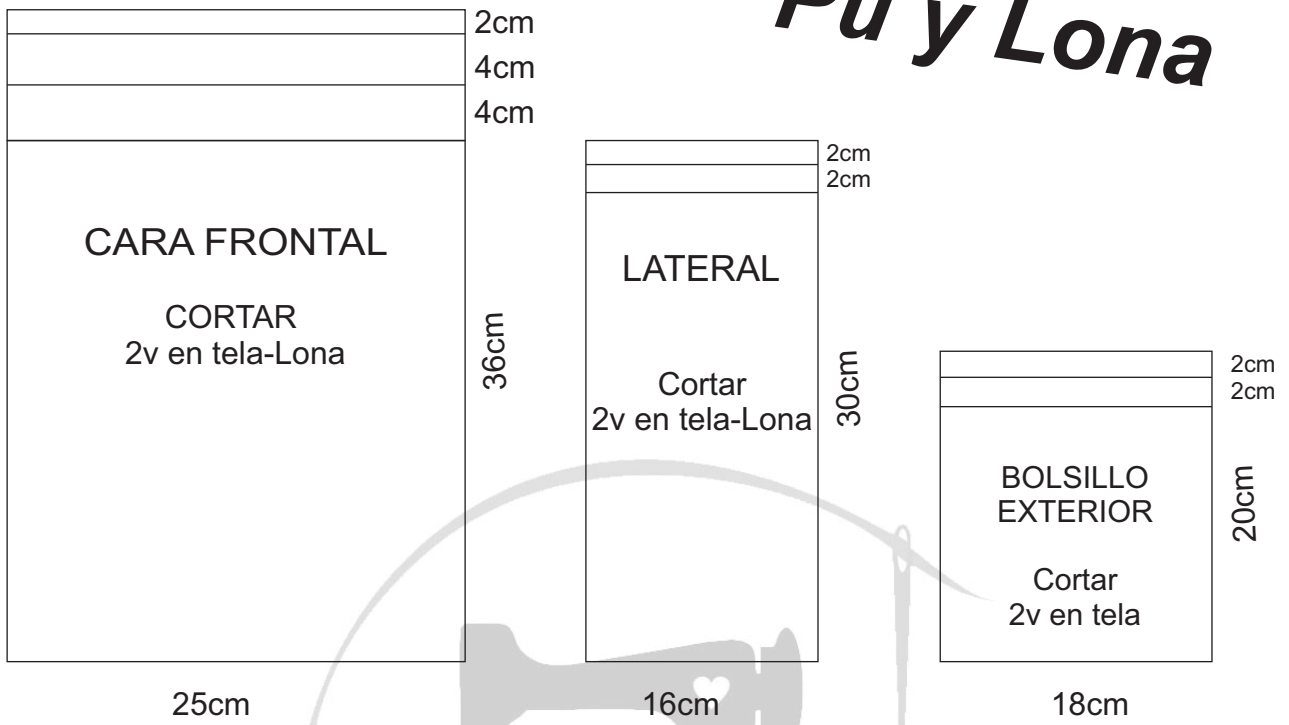 Pu y Lona
2cm
4cm
4cm
CARA FRONTAL
CORTAR
2v en tela-Lona
36cm
25cm
2cm
2cm
LATERAL
Cortar
2v en tela-Lona
30cm
16cm
2cm
2cm
BOLSILLO
EXTERIOR
Cortar
2v en tela
20cm
18cm